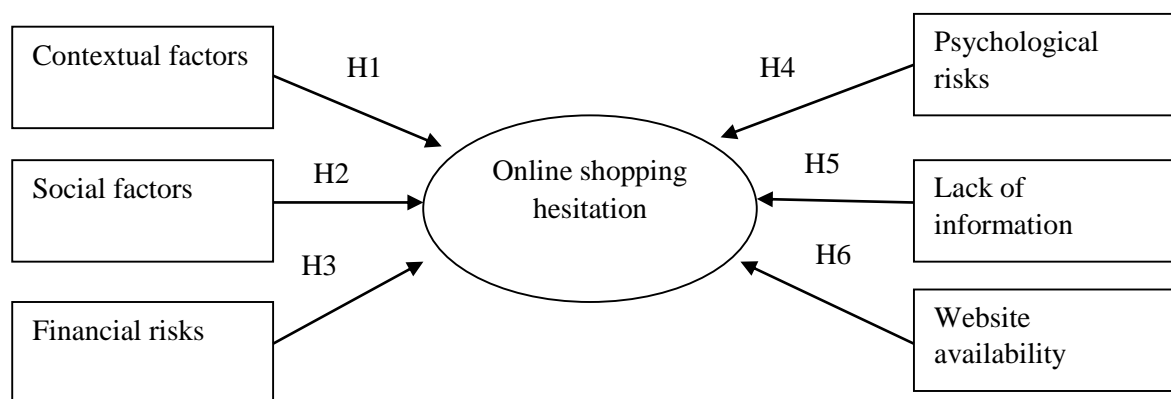 Contextual factors
H1
Social factors
H2
Financial risks
H3
Online shopping
hesitation
Psychological
risks
H4
Lack of
information
H5
Website
availability
H6